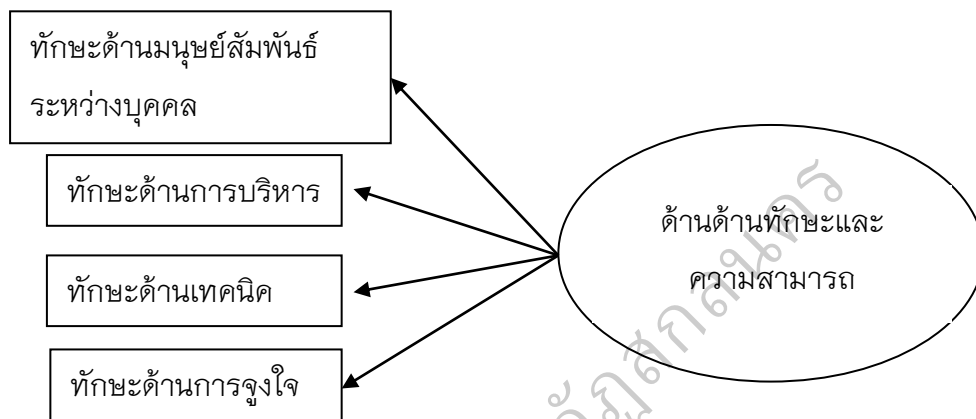 ทักษะด้านมนุษย์สัมพันธ์
ระหว่างบุคคล
ทักษะด้านการบริหาร
ทักษะด้านเทคนิค
ทักษะด้านการจูงใจ
ด้านด้านทักษะและ
ความสามารถ